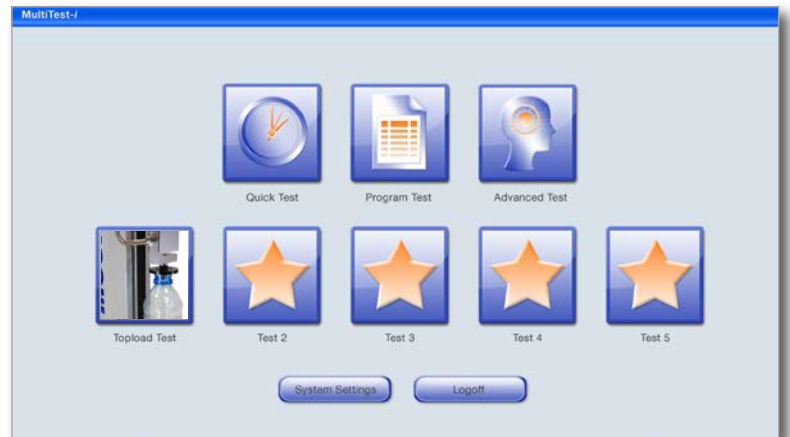 MultiTest-i
Quick Test
Program Test
Advanced Test
Topload Test
Test 2
Test 3
Test 4
Test 5
System Settings
Logoff